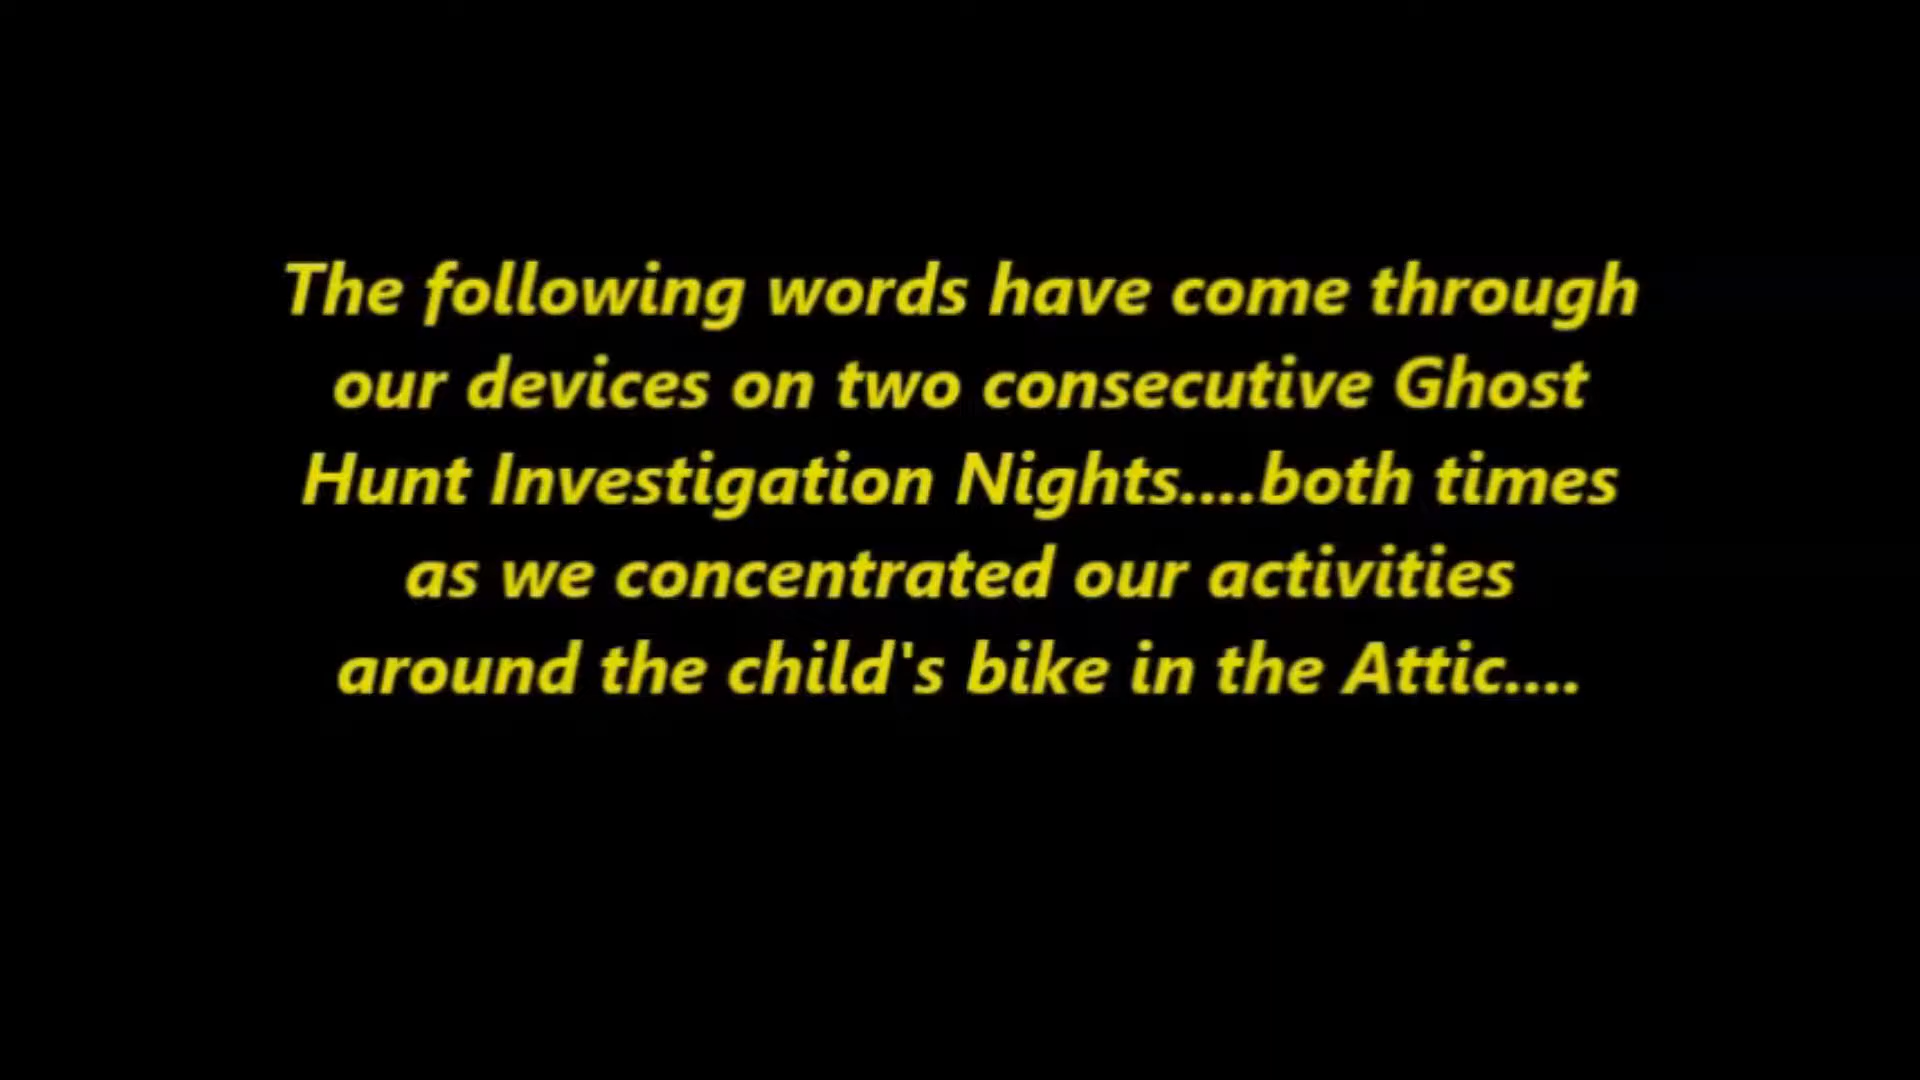 The following words have come through
our devices on two consecutive Ghost
Hunt Investigation Nights....both times
as we concentrated our activities
around the child's bike in the Attic....